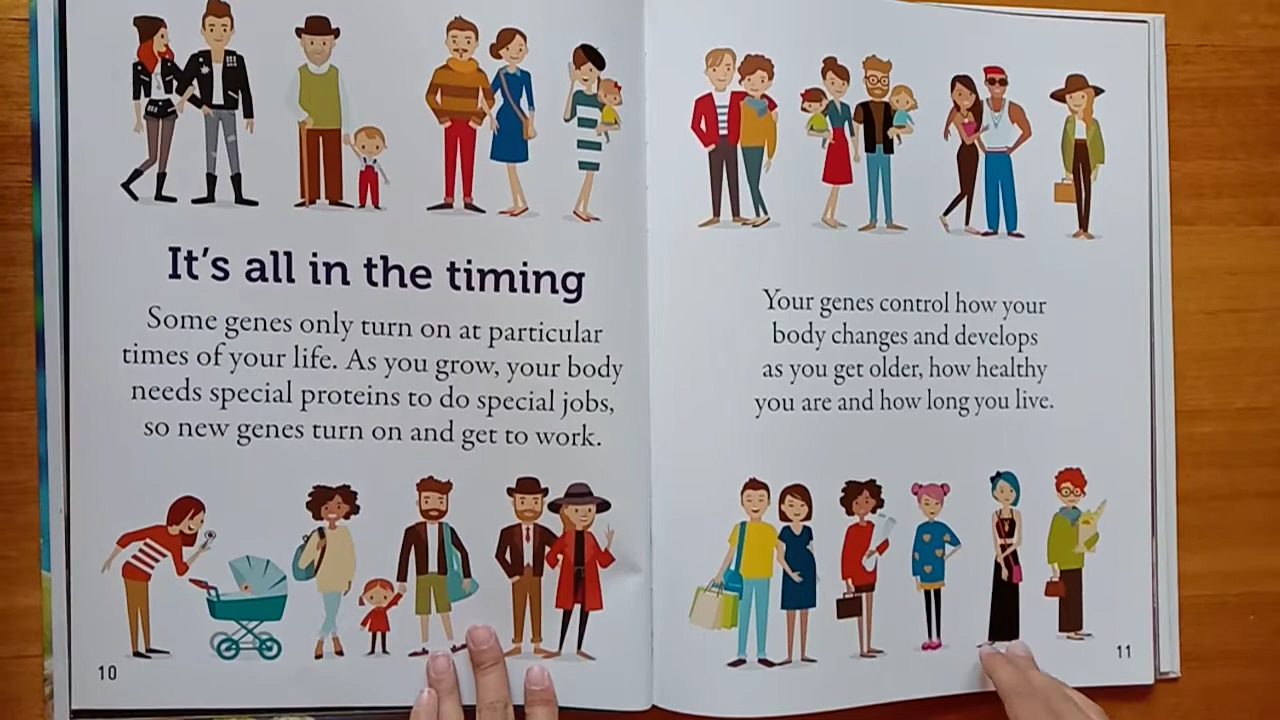 It's all in the timing
Some genes only turn on at particular
times of your life. As you grow, your body
needs special proteins to do special jobs,
so new genes turn on and get to work.
10
Your genes control how your
body changes and develops
as you get older, how healthy
you are and how long you live.
11